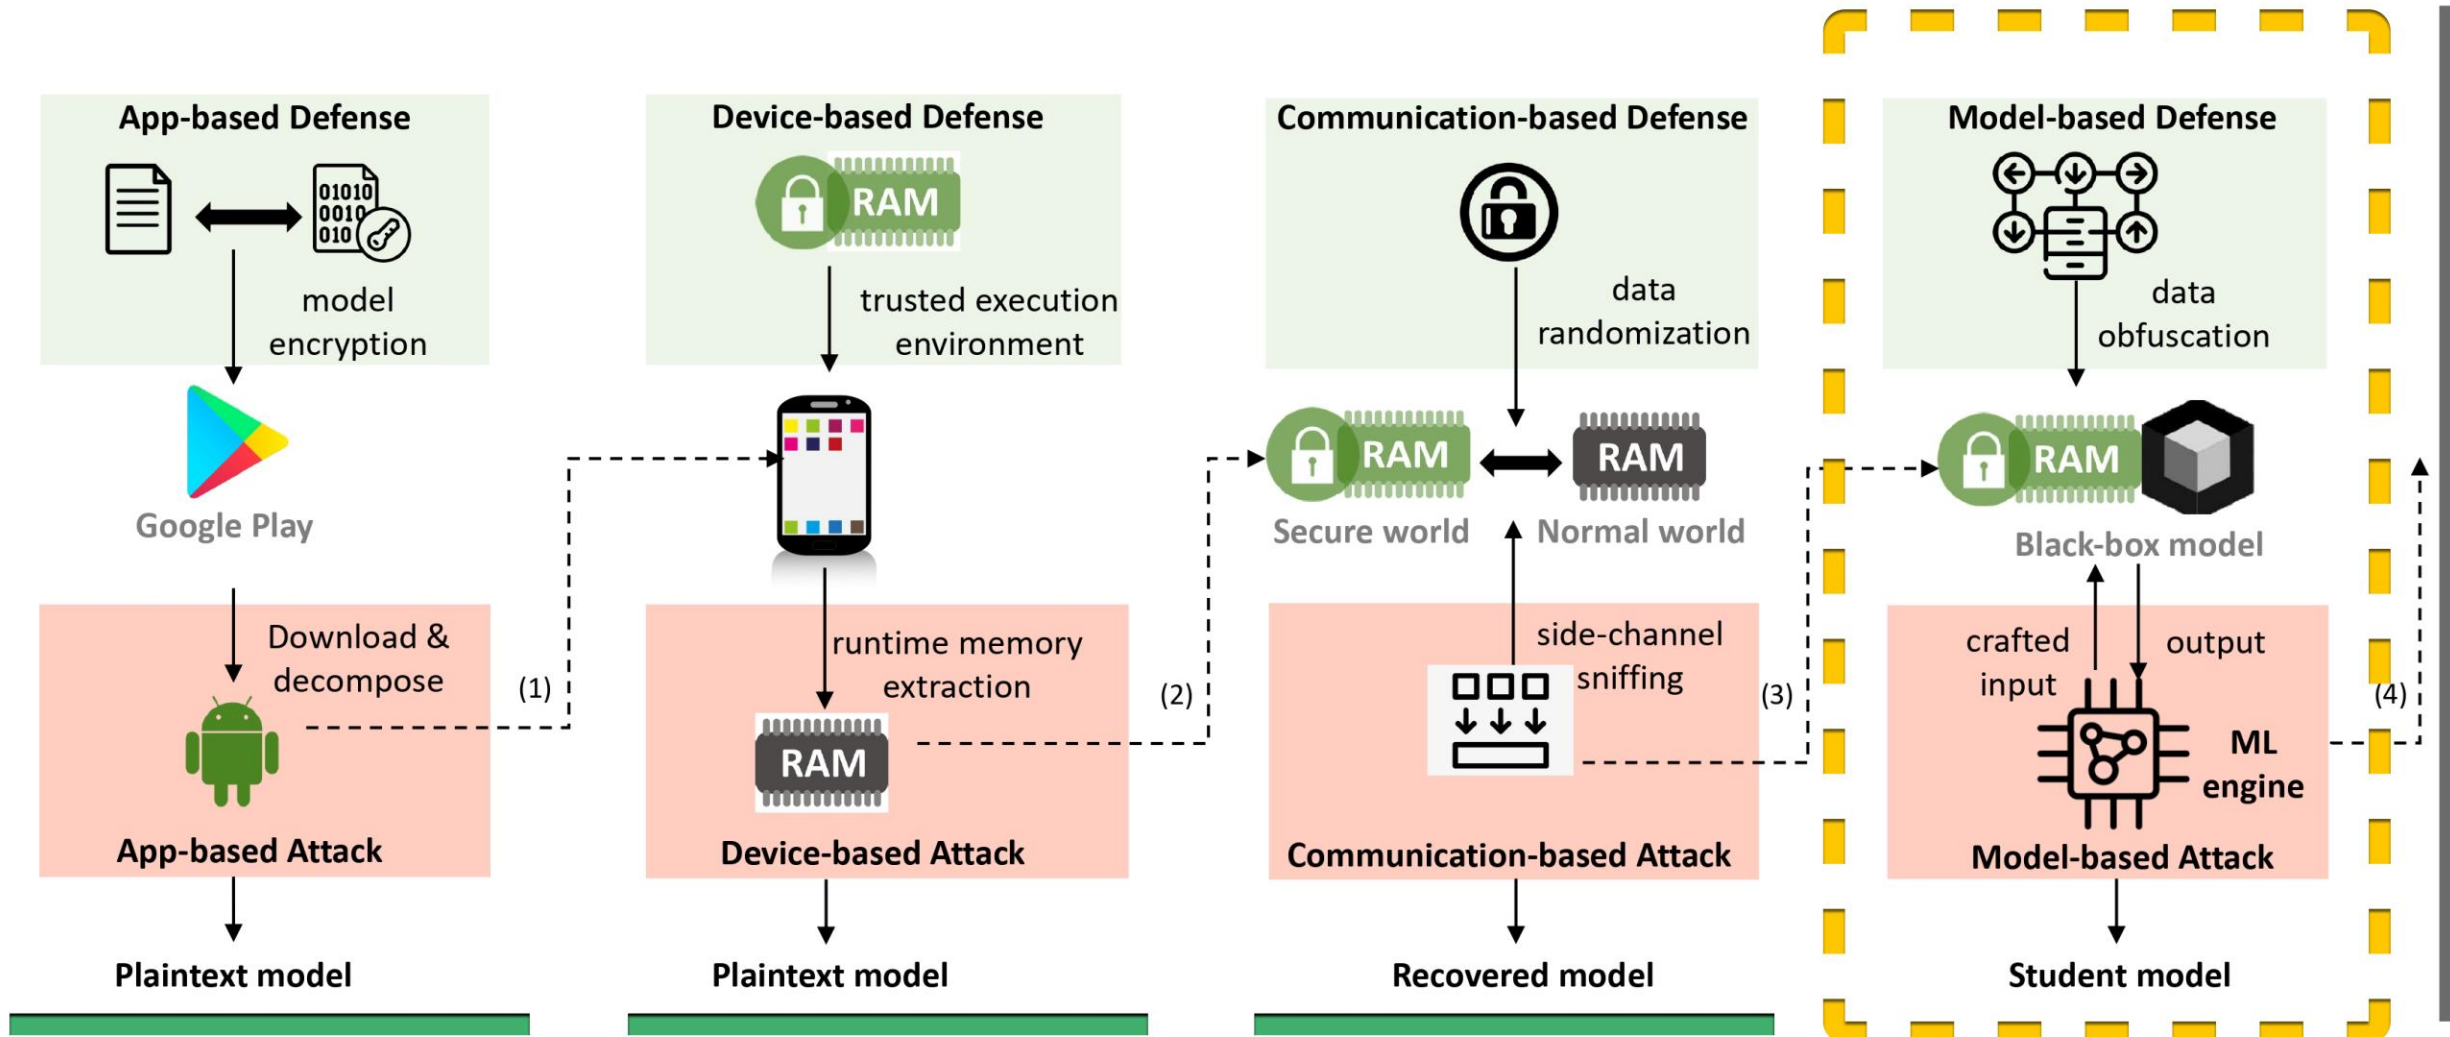 App-based Defense
01010
0010
010
model
encryption
Google Play
Download &
decompose
App-based Attack
Plaintext model
(1)
Device-based Defense
RAM
trusted execution
environment
runtime memory
extraction
RAM
Device-based Attack
Plaintext model
(2)
Communication-based Defense
data
randomization
RAM
RAM
Secure world
Normal world
side-channel
sniffing
Communication-based Attack
Recovered model
(3)
Model-based Defense
data
obfuscation
RAM
Black-box model
crafted
input
output
ML
engine
Model-based Attack
Student model
(4)